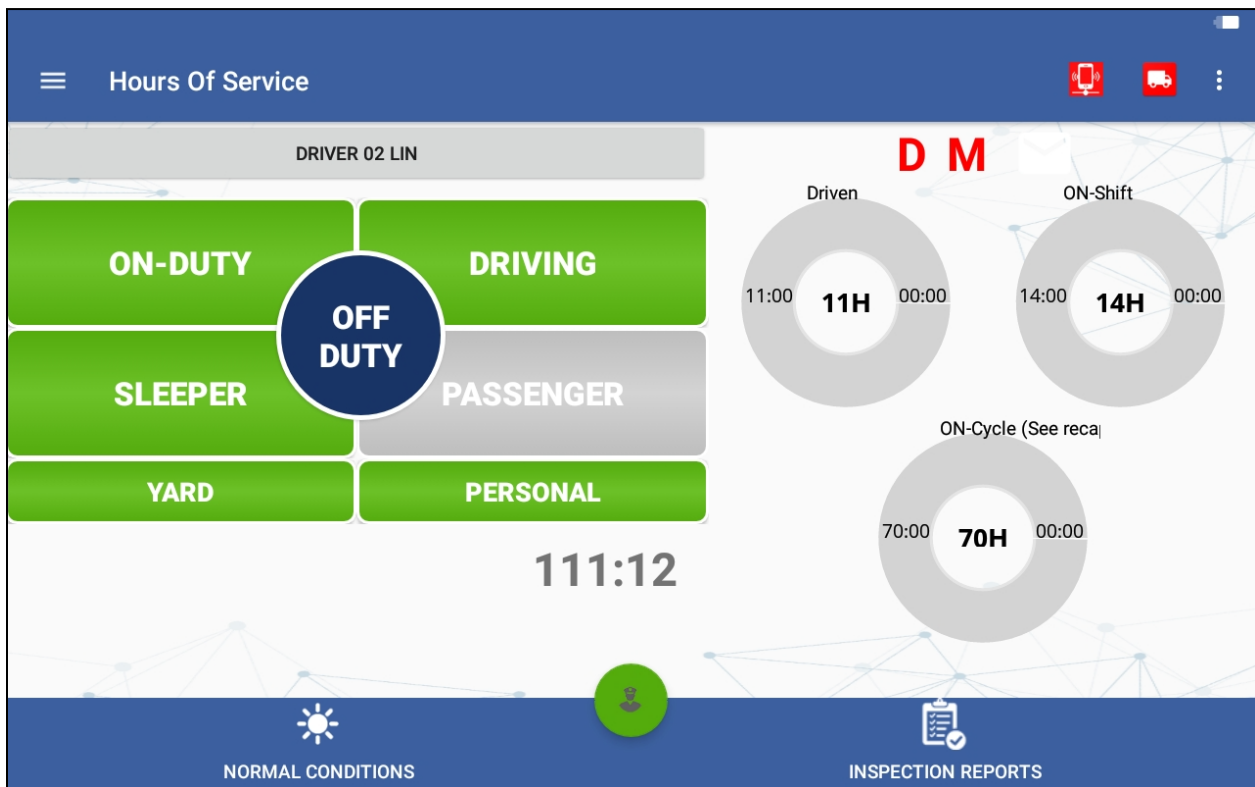 Hours Of Service
DRIVER 02 LIN
D M
ON-DUTY
DRIVING
OFF
DUTY
SLEEPER
PASSENGER
YARD
PERSONAL
111:12
Driven
11:00
11H
00:00
ON-Shift
14:00
14H
00:00
ON-Cycle (See reca
70:00
70H
00:00
NORMAL CONDITIONS
INSPECTION REPORTS